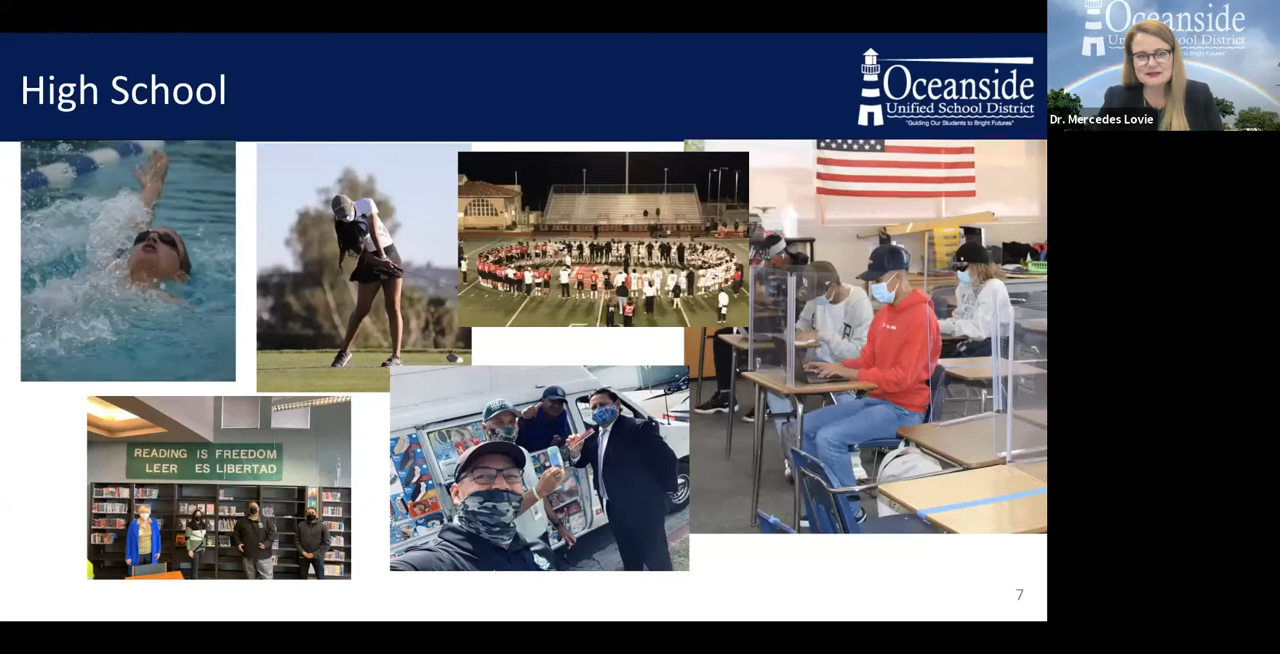 High School
Oceanside
Unified School District
"Guiding Our Students to Bright Futures"
READING IS FREEDOM
LEER ES LIBERTAD
7
Oceanside
Dr. Mercedes Lovie